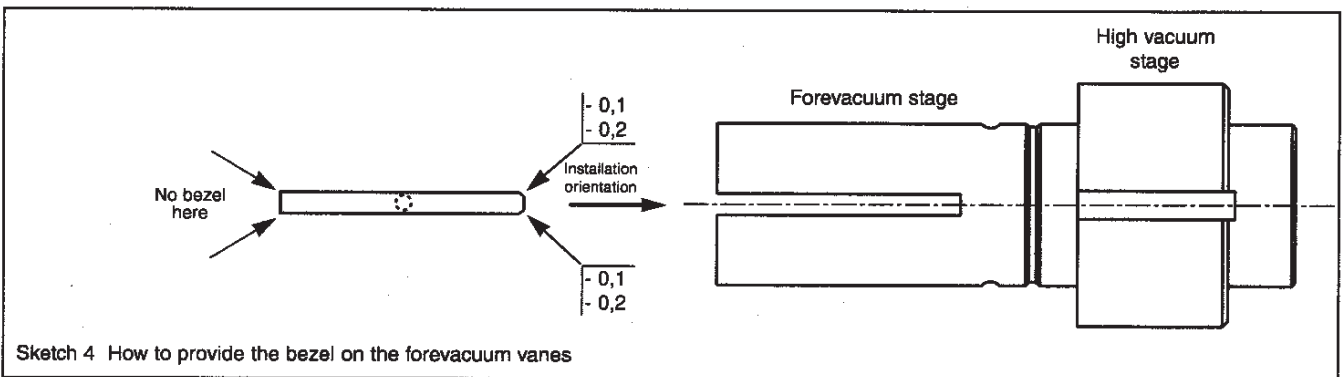 High vacuum
stage
Forevacuum stage
- 0,1
- 0,2
Installation
orientation
No bezel
here
- 0,1
- 0,2
Sketch 4 How to provide the bezel on the forevacuum vanes